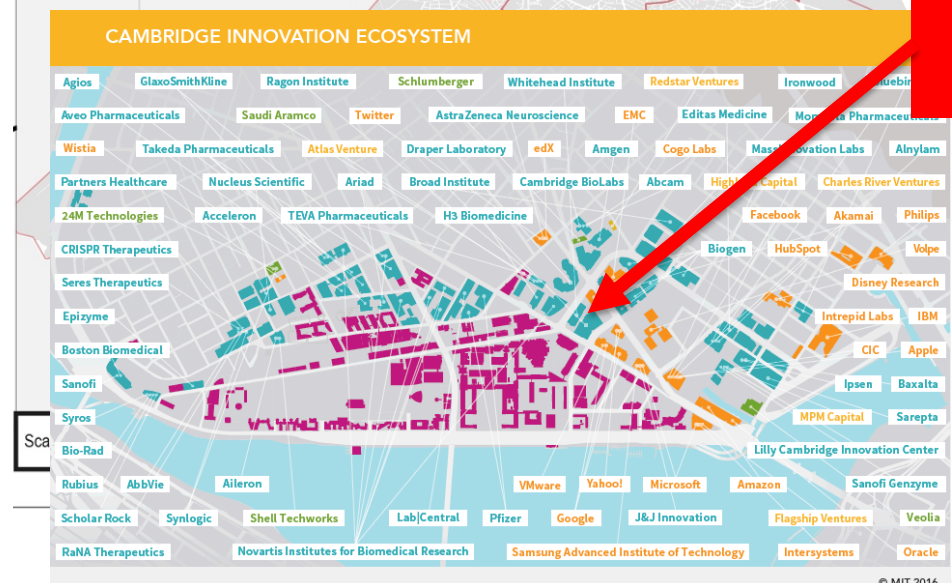 CAMBRIDGE INNOVATION ECOSYSTEM
Agios GlaxoSmithKline Ragon Institute Schlumberger Whitehead Institute Redstar Ventures Ironwood
Aveo Pharmaceuticals Saudi Aramco Twitter AstraZeneca Neuroscience EMC Editas Medicine Pharmaceuticals
Wistia Takeda Pharmaceuticals Atlas Venture Draper Laboratory edX Amgen Cogo Labs Labs Alnylam
Partners Healthcare Nucleus Scientific Ariad Broad Institute Cambridge BioLabs Abcam Capital Charles River Ventures
24M Technologies Acceleron TEVA Pharmaceuticals H3 Biomedicine Facebook Akamai Philips
CRISPR Therapeutics Biogen HubSpot Volpe
Seres Therapeutics Disney Research
Epizyme Intrepid Labs IBM
Boston Biomedical CIC Apple
Sanofi Ipsen Baxalta
Syros MPM Capital Sarepta
Sca
Bio-Rad Lilly Cambridge Innovation Center
Rubius AbbVie Aileron VMware Yahoo! Microsoft Amazon Sanofi Genzyme
Scholar Rock Synlogic Shell Techworks Lab|Central Pfizer Google J&J Innovation Flagship Ventures Veolia
RaNA Therapeutics Novartis Institutes for Biomedical Research Samsung Advanced Institute of Technology Intersystems Oracle
© MIT 2016